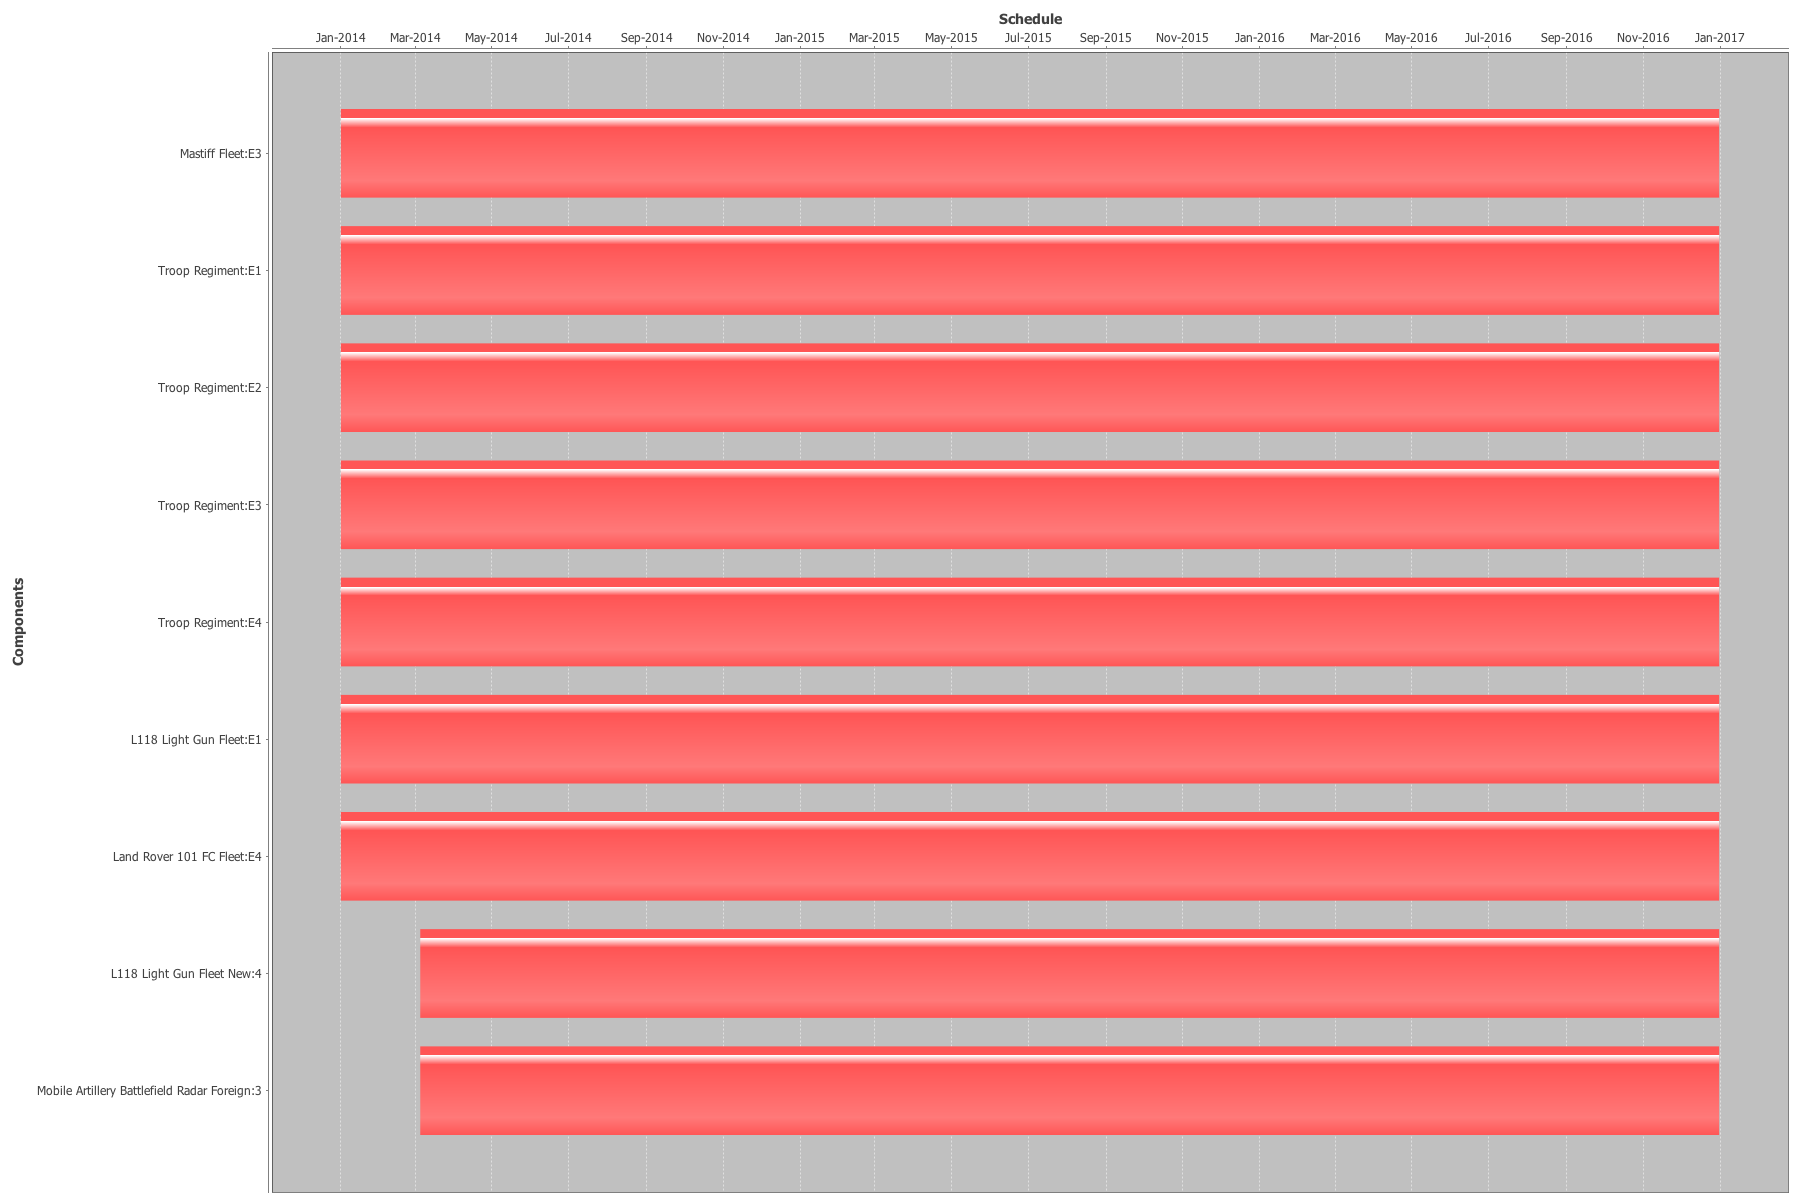 Schedule
Jan-2014 Mar-2014 May-2014 Jul-2014 Sep-2014 Nov-2014 Jan-2015 Mar-2015 May-2015 Jul-2015 Sep-2015 Nov-2015 Jan-2016 Mar-2016 May-2016 Jul-2016 Sep-2016 Nov-2016 Jan-2017
Components
Mastiff Fleet:E3
Troop Regiment:E1
Troop Regiment:E2
Troop Regiment:E3
Troop Regiment:E4
L118 Light Gun Fleet:E1
Land Rover 101 FC Fleet:E4
L118 Light Gun Fleet New:4
Mobile Artillery Battlefield Radar Foreign:3